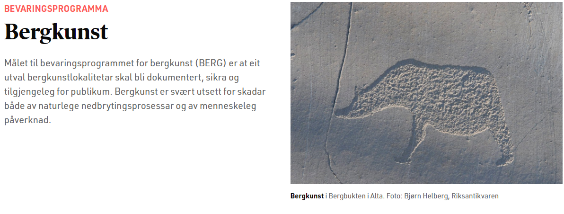 BEVARINGSPROGRAMMA
Bergkunst
Målet til bevaringsprogrammet for bergkunst (BERG) er at eit
utval bergkunstlokalitetar skal bli dokumentert, sikra og
tilgjengeleg for publikum. Bergkunst er svært utsett for skadar
både av naturlege nedbrytingsprosessar og av menneskeleg
påverknad.
Bergkunst i Bergbukten i Alta. Foto: Bjørn Helberg, Riksantikvaren